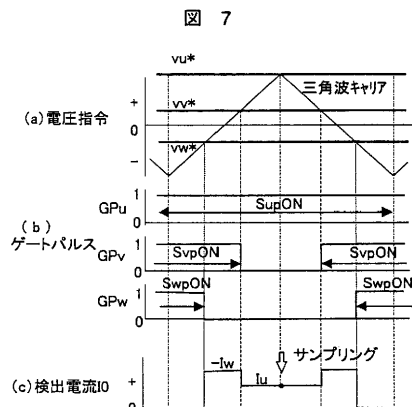 図 7
vu*
三角波キャリア
+
vv*
(a)電圧指令
0
vw*
−
1
GPu
SupON
0
(b)
ゲートパルス
1
GPv
SvpON
SvpON
0
SwpON
SwpON
1
GPw
0
サンプリング
-Iw
Iu
(c)検出電流I0
+
0